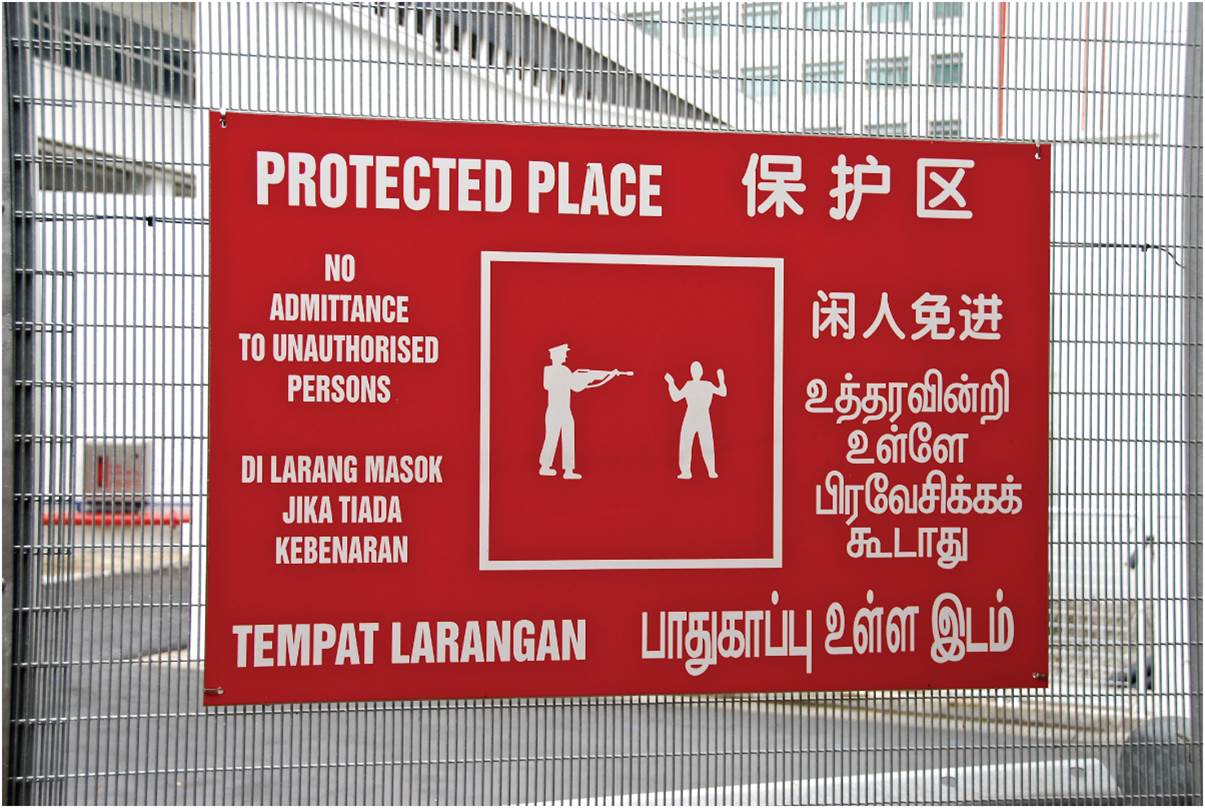 PROTECTED PLACE
保护区
NO
ADMITTANCE
TO UNAUTHORISED
PERSONS
DI LARANG MASOK
JIKA TIADA
KEBENARAN
闲人免进
உத்தரவின்றி
உள்ளே
பிரவேசிக்கக்
கூடாது
TEMPAT LARANGAN
பாதுகாப்பு உள்ள இடம்